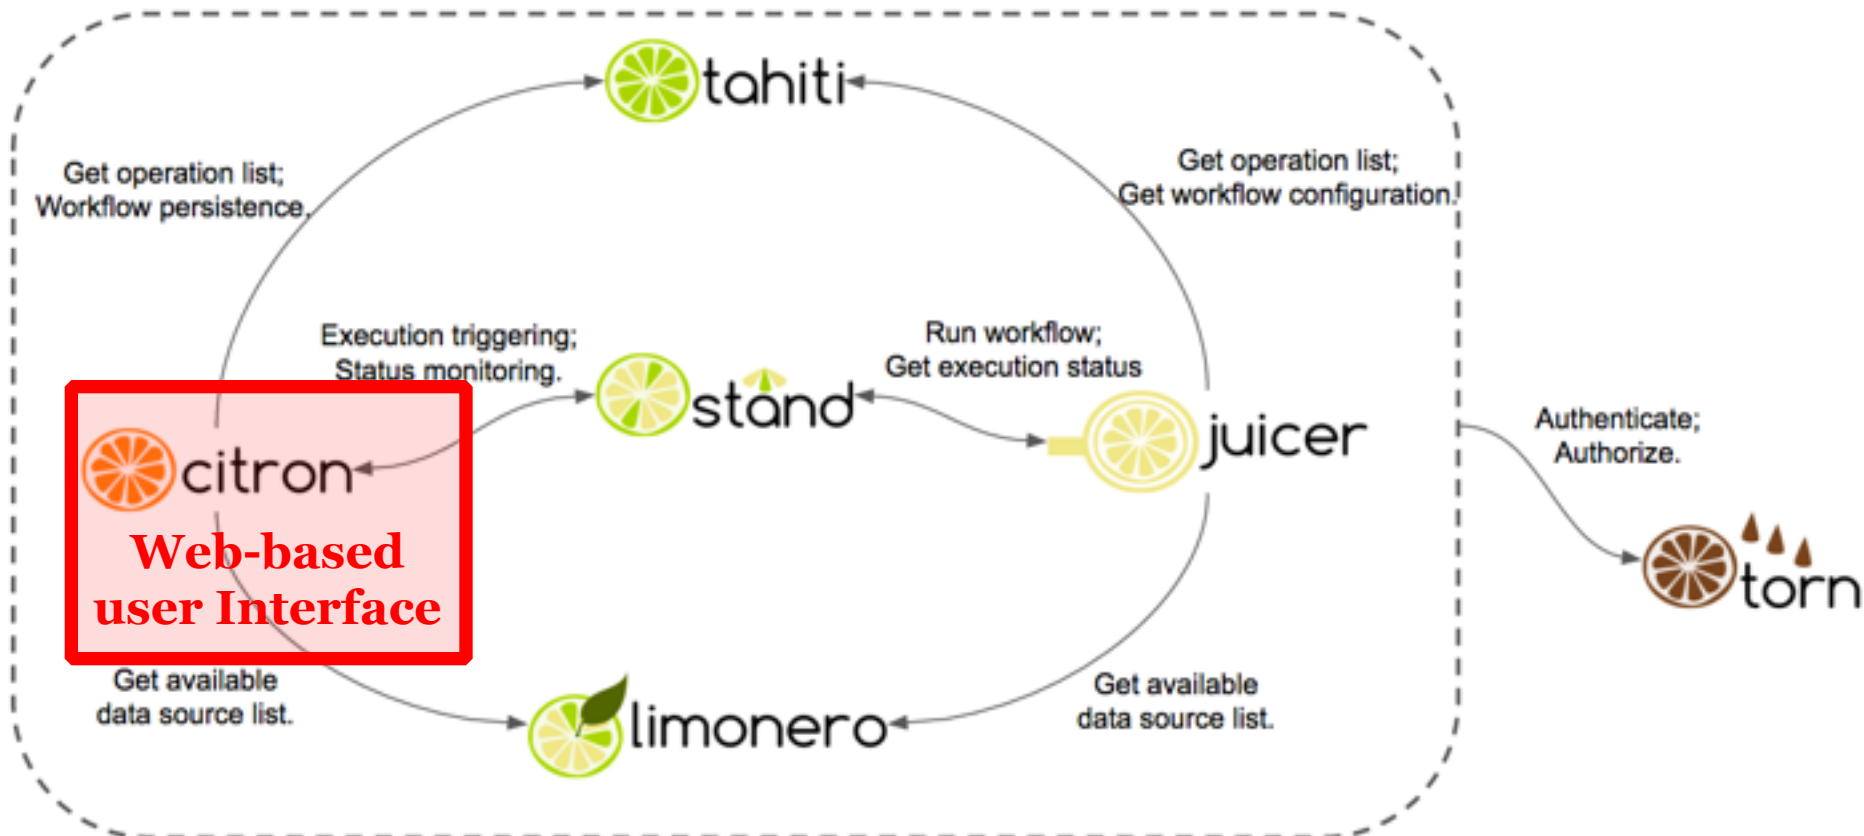 tahiti
Get operation list;
Workflow persistence.
Get operation list;
Get workflow configuration.
Execution triggering;
Status monitoring.
Run workflow;
Get execution status
stand
citron
juicer
Authenticate;
Authorize.
Web-based
user Interface
torn
Get available
data source list.
limonero
Get available
data source list.